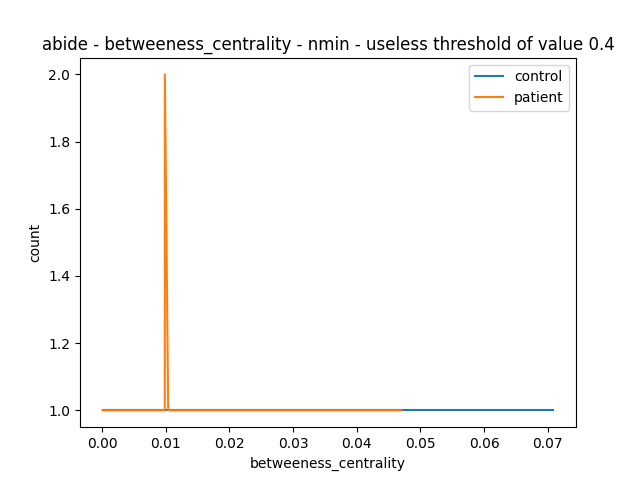 abide - betweeness_centrality - nmin - useless threshold of value 0.4
control
patient
2.0
1.8
1.6
1.4
1.2
1.0
count
0.00 0.01 0.02 0.03 0.04 0.05 0.06 0.07
betweeness_centrality